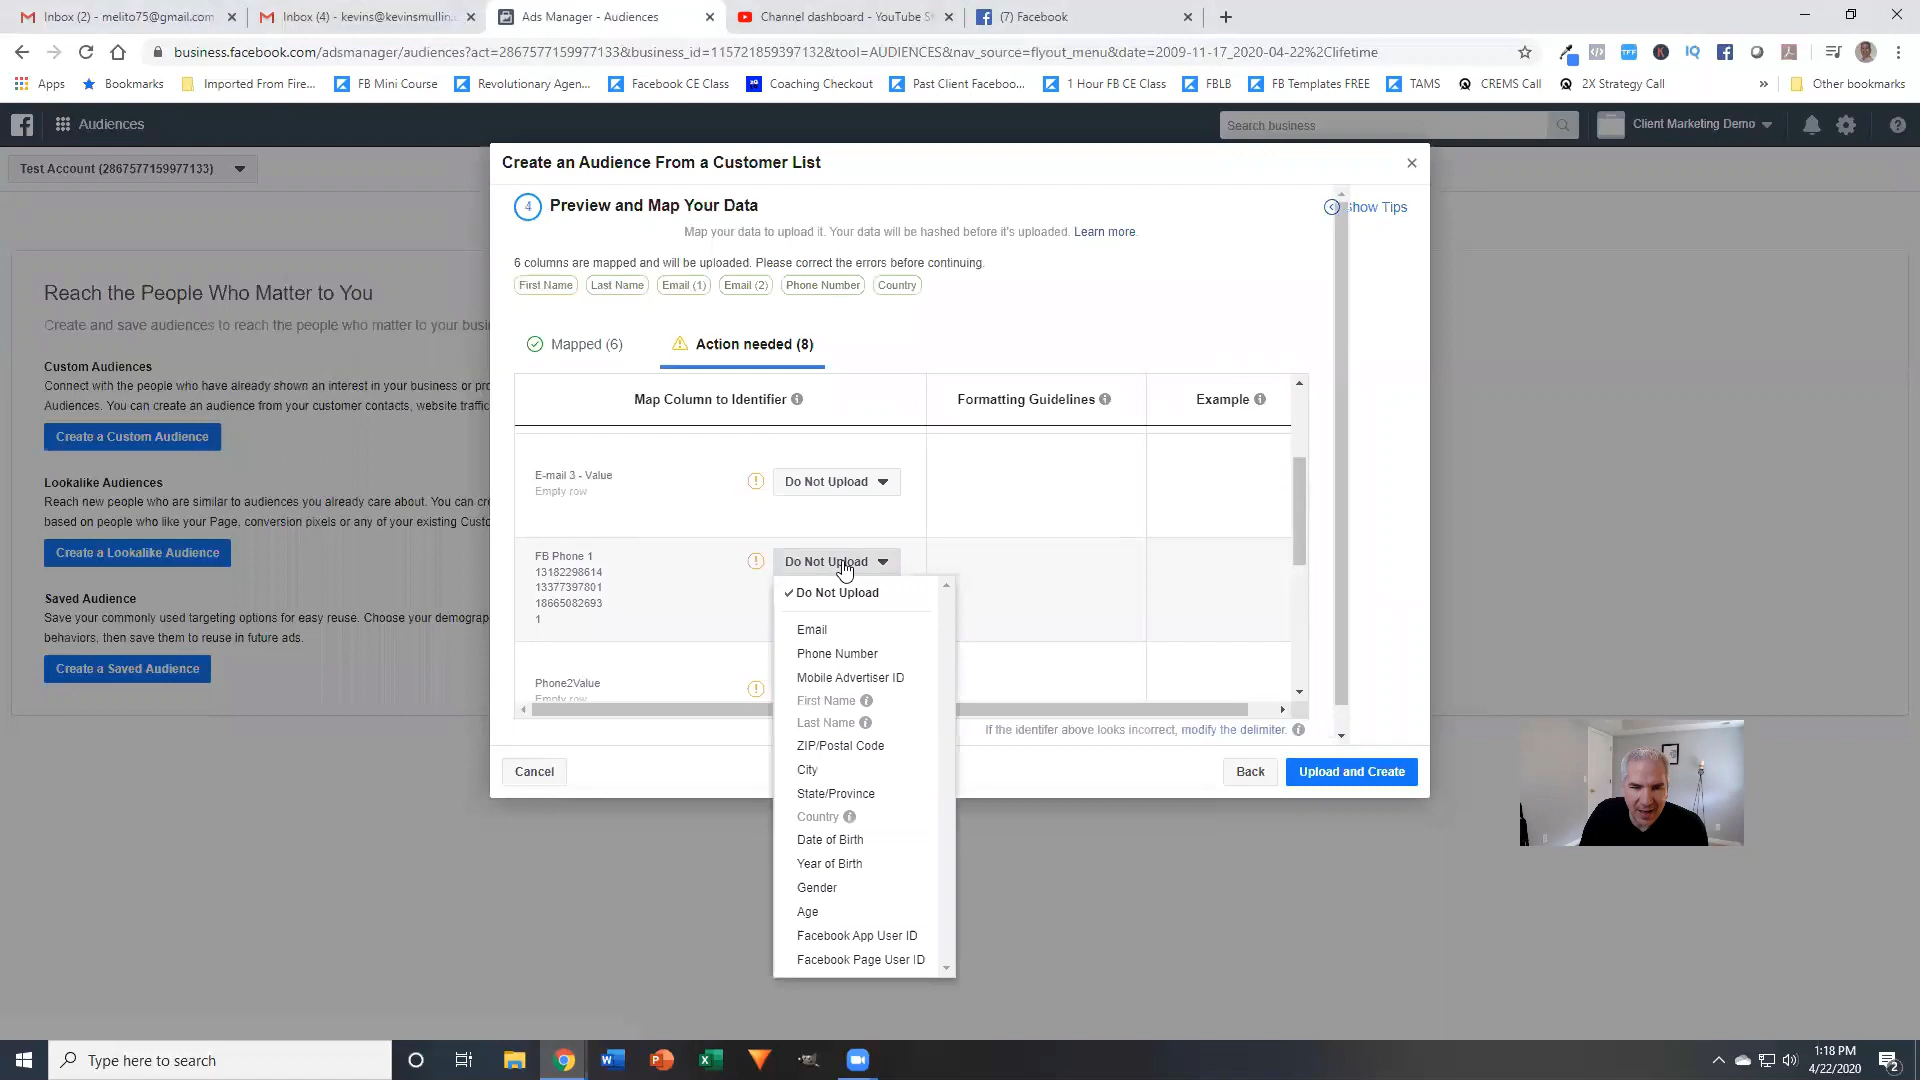 Inbox (2) - melito75@gmail.com
Inbox (4) - kevins@kevinsmullin
Ads Manager - Audiences
Channel dashboard - YouTube St
(7) Facebook
business.facebook.com/adsmanager/audiences?act=2867577159977133&business_id=115721859397132&tool=AUDIENCES&nav_source=flyout_menu&date=2009-11-17_2020-04-22%2Clifetime
Apps
Bookmarks
Imported From Fire...
FB Mini Course
Revolutionary Agen...
Facebook CE Class
Coaching Checkout
Past Client Faceboo...
1 Hour FB CE Class
FBLB
FB Templates FREE
TAMS
CREMS Call
2X Strategy Call
»
Other bookmarks
Audiences
Search business
Client Marketing Demo
Test Account (2867577159977133)
Reach the People Who Matter to You
Create and save audiences to reach the people who matter to your busi
Custom Audiences
Connect with the people who have already shown an interest in your business or pro
Audiences. You can create an audience from your customer contacts, website traffic
Create a Custom Audience
Lookalike Audiences
Reach new people who are similar to audiences you already care about. You can cre
based on people who like your Page, conversion pixels or any of your existing Custo
Create a Lookalike Audience
Saved Audience
Save your commonly used targeting options for easy reuse. Choose your demograp
behaviors, then save them to reuse in future ads.
Create a Saved Audience
Create an Audience From a Customer List
4 Preview and Map Your Data
Show Tips
Map your data to upload it. Your data will be hashed before it's uploaded. Learn more.
6 columns are mapped and will be uploaded. Please correct the errors before continuing.
First Name Last Name Email (1) Email (2) Phone Number Country
Mapped (6)
Action needed (8)
Map Column to Identifier
Formatting Guidelines
Example
E-mail 3 - Value
Empty row
Do Not Upload
FB Phone 1
13182298614
13377397801
18665082693
1
Do Not Upload
✓ Do Not Upload
Email
Phone Number
Mobile Advertiser ID
First Name
Last Name
ZIP/Postal Code
City
State/Province
Country
Date of Birth
Year of Birth
Gender
Age
Facebook App User ID
Facebook Page User ID
Phone2Value
Empty row
If the identifer above looks incorrect, modify the delimiter.
Cancel
Back
Upload and Create
Type here to search
1:18 PM
4/22/2020
2